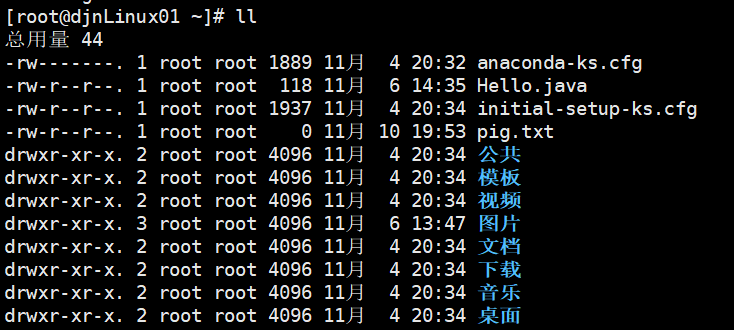 [root@djnLinux01 ~]# ll
总用量 44
-rw-------. 1 root root 1889 11月  4 20:32 anaconda-ks.cfg
-rw-r--r--. 1 root root  118 11月  6 14:35 Hello.java
-rw-r--r--. 1 root root 1937 11月  4 20:34 initial-setup-ks.cfg
-rw-r--r--. 1 root root    0 11月 10 19:53 pig.txt
drwxr-xr-x. 2 root root 4096 11月  4 20:34 公共
drwxr-xr-x. 2 root root 4096 11月  4 20:34 模板
drwxr-xr-x. 2 root root 4096 11月  4 20:34 视频
drwxr-xr-x. 3 root root 4096 11月  6 13:47 图片
drwxr-xr-x. 2 root root 4096 11月  4 20:34 文档
drwxr-xr-x. 2 root root 4096 11月  4 20:34 下载
drwxr-xr-x. 2 root root 4096 11月  4 20:34 音乐
drwxr-xr-x. 2 root root 4096 11月  4 20:34 桌面